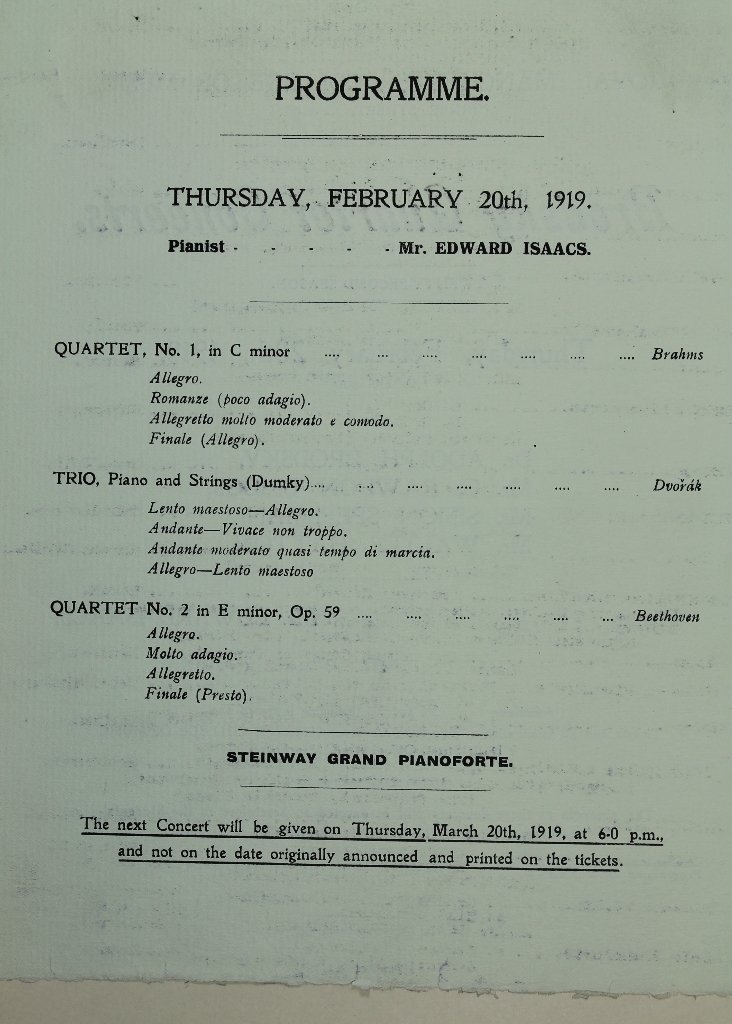 PROGRAMME.
THURSDAY, FEBRUARY 20th, 1919.
Pianist - - - - - Mr. EDWARD ISAACS.
QUARTET, No. 1, in C minor .... ... .... .... .... .... .... Brahms
Allegro.
Romanze (poco adagio).
Allegretto molto moderato e comodo.
Finale (Allegro).
TRIO, Piano and Strings (Dumky).... ... .... .... .... .... .... Dvořák
Lento maestoso—Allegro.
Andante—Vivace non troppo.
Andante moderato quasi tempo di marcia.
Allegro—Lento maestoso
QUARTET No. 2 in E minor, Op. 59 .... .... .... .... .... ... Beethoven
Allegro.
Molto adagio.
Allegretto.
Finale (Presto).
STEINWAY GRAND PIANOFORTE.
The next Concert will be given on Thursday, March 20th, 1919, at 6-0 p.m.,
and not on the date originally announced and printed on the tickets.